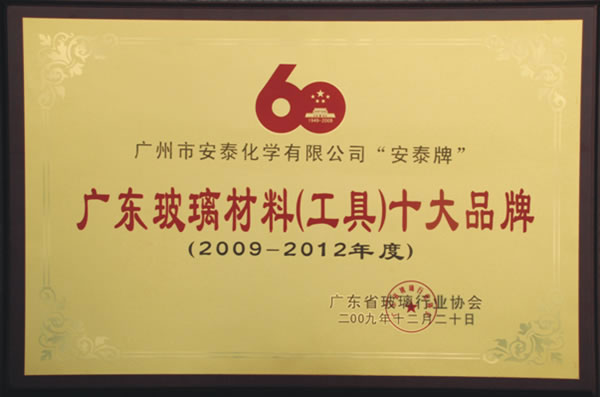 60
1949-2009
广州市安泰化学有限公司“安泰牌”
广东玻璃材料(工具)十大品牌
(2009-2012年度)
广东省玻璃行业协会
二00九年十二月二十日